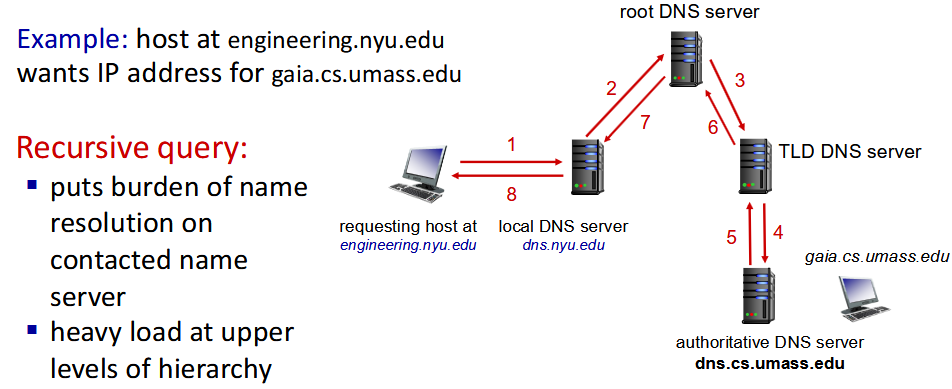 Example: host at engineering.nyu.edu
wants IP address for gaia.cs.umass.edu
Recursive query:
▪ puts burden of name
resolution on
contacted name
server
▪ heavy load at upper
levels of hierarchy
root DNS server
2
3
7
6
1
8
TLD DNS server
requesting host at
engineering.nyu.edu
local DNS server
dns.nyu.edu
5
4
gaia.cs.umass.edu
authoritative DNS server
dns.cs.umass.edu